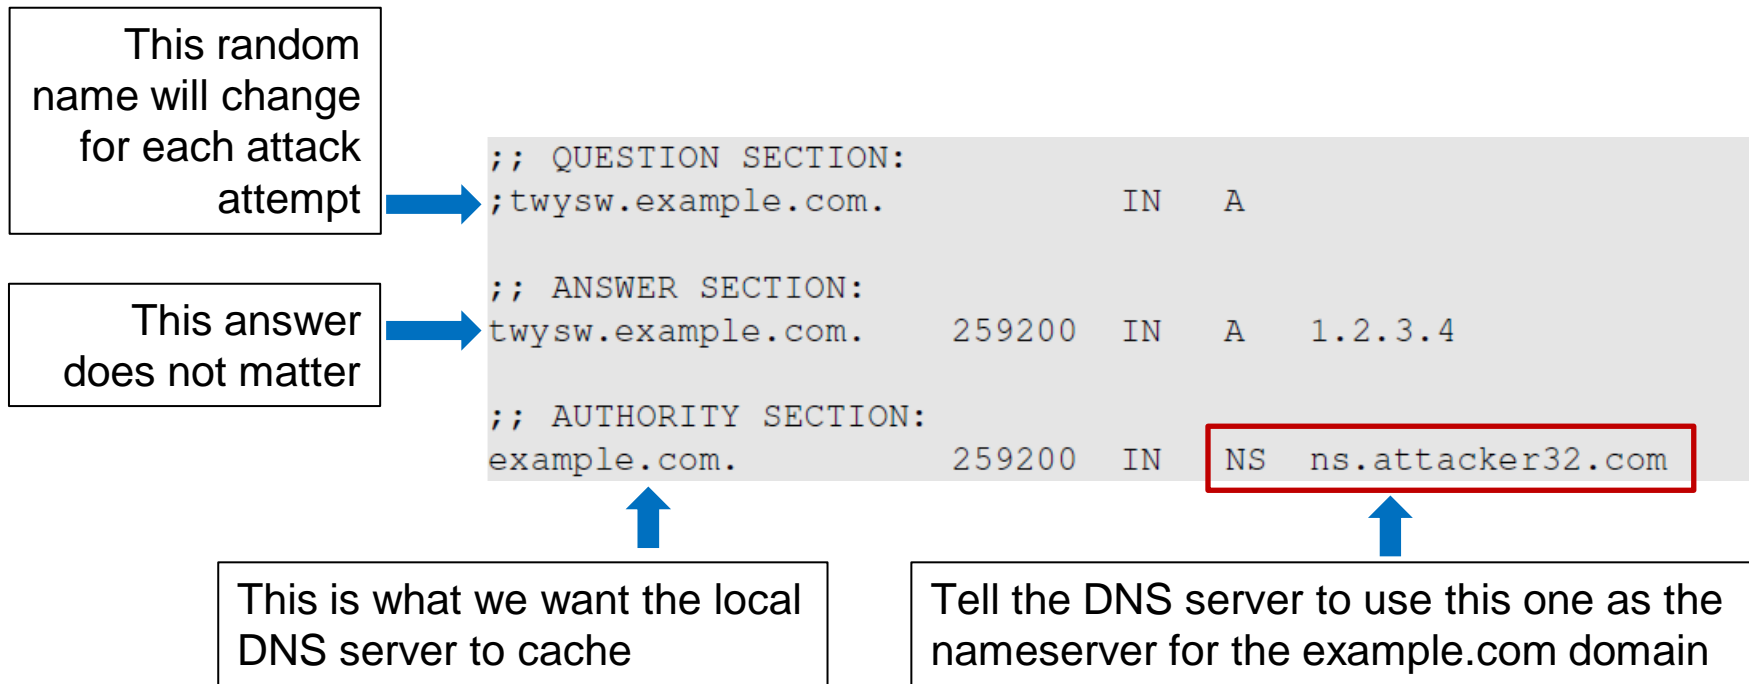 This random
name will change
for each attack
attempt
;; QUESTION SECTION:
;twysw.example.com. IN A
This answer
does not matter
;; ANSWER SECTION:
twysw.example.com. 259200 IN A 1.2.3.4
;; AUTHORITY SECTION:
example.com. 259200 IN NS ns.attacker32.com
This is what we want the local
DNS server to cache
Tell the DNS server to use this one as the
nameserver for the example.com domain